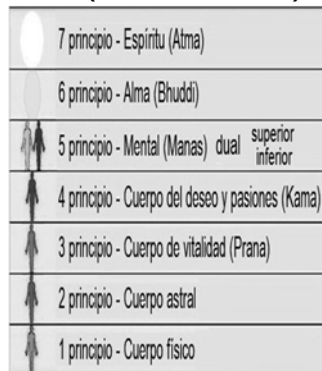 7 principio - Espíritu (Atma)
6 principio - Alma (Bhuddi)
5 principio - Mental (Manas) dual superior inferior
4 principio - Cuerpo del deseo y pasiones (Kama)
3 principio - Cuerpo de vitalidad (Prana)
2 principio - Cuerpo astral
1 principio - Cuerpo físico